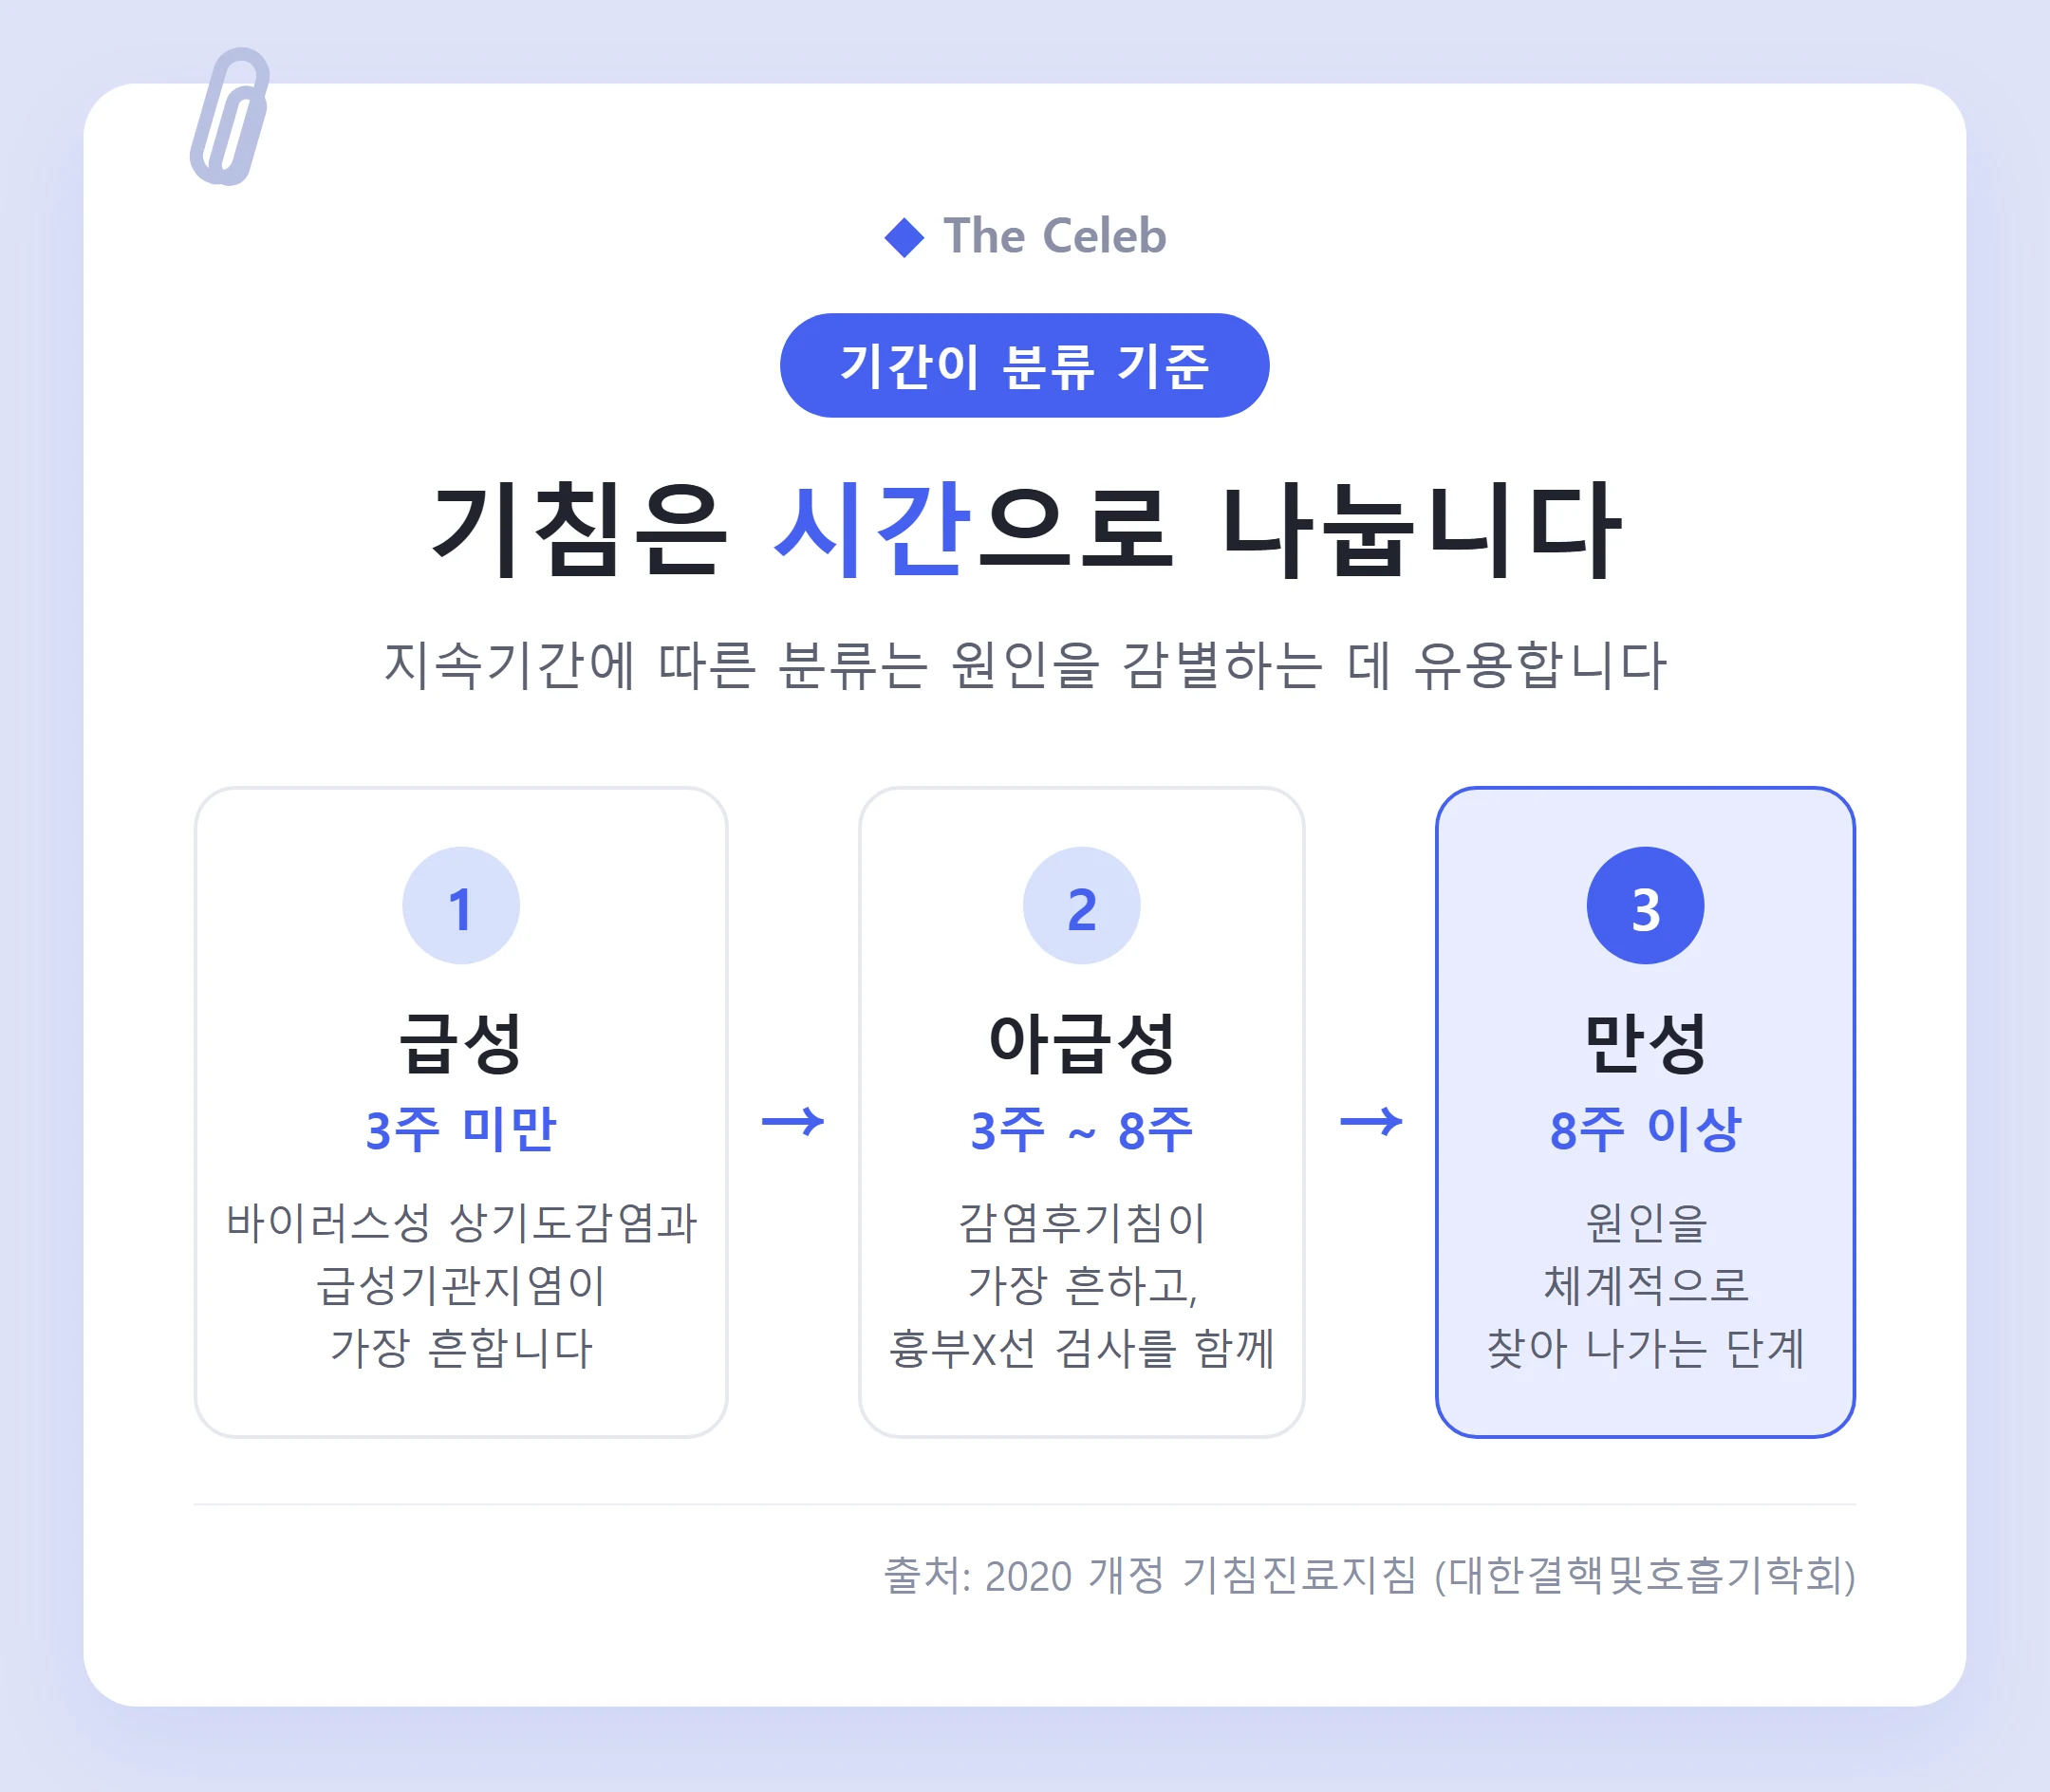 The Celeb
기간이 분류 기준
기침은 시간으로 나눕니다
지속기간에 따른 분류는 원인을 감별하는 데 유용합니다
1
급성
3주 미만
바이러스성 상기도감염과
급성기관지염이
가장 흔합니다
→
2
아급성
3주 ~ 8주
감염후기침이
가장 흔하고,
흉부X선 검사를 함께
→
3
만성
8주 이상
원인을
체계적으로
찾아 나가는 단계
출처: 2020 개정 기침진료지침 (대한결핵및호흡기학회)